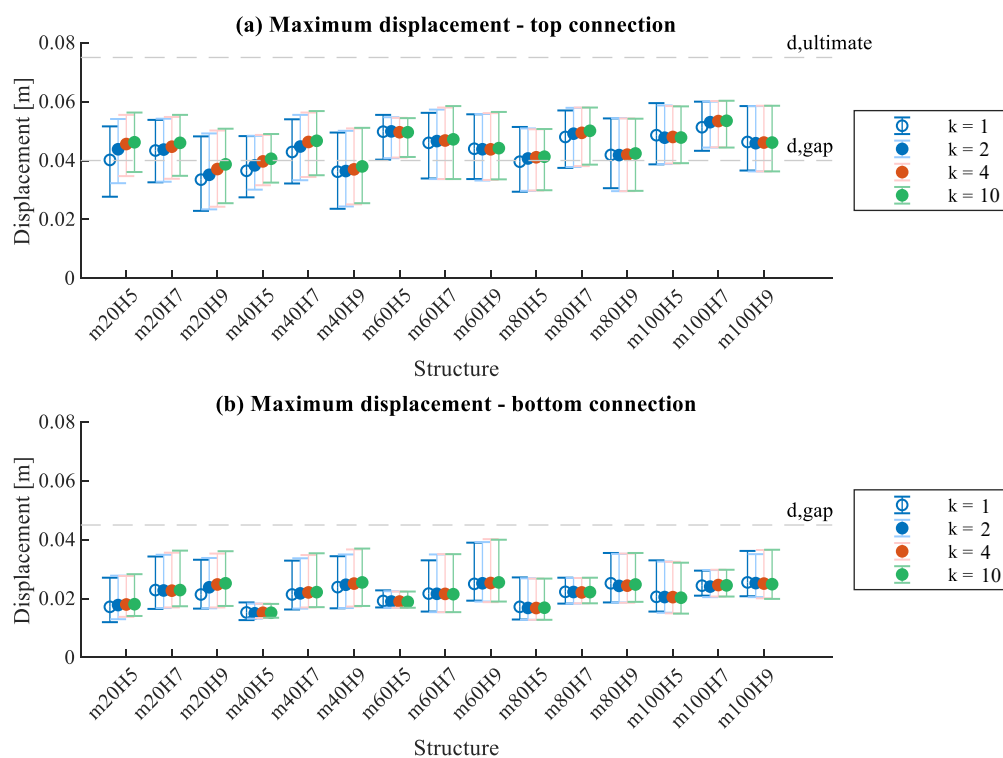 (a) Maximum displacement - top connection
0.08
0.06
0.04
0.02
0
Displacement [m]
d,ultimate
d,gap
k = 1
k = 2
k = 4
k = 10
m20H5
m20H7
m20H9
m40H5
m40H7
m40H9
m60H5
m60H7
m60H9
m80H5
m80H7
m80H9
m100H5
m100H7
m100H9
Structure
(b) Maximum displacement - bottom connection
0.08
0.06
0.04
0.02
0
Displacement [m]
d,gap
k = 1
k = 2
k = 4
k = 10
m20H5
m20H7
m20H9
m40H5
m40H7
m40H9
m60H5
m60H7
m60H9
m80H5
m80H7
m80H9
m100H5
m100H7
m100H9
Structure